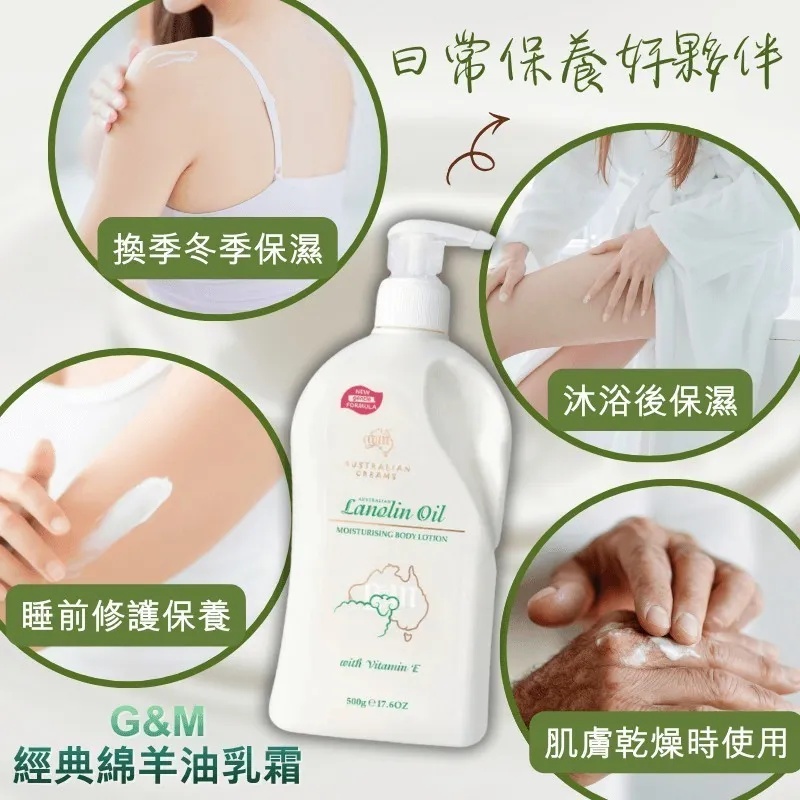 日常保養好夥伴
換季冬季保濕
沐浴後保濕
NEW
gentle
FORMULA
AUSTRALIAN
CREAMS
AUSTRALIAN
Lanolin Oil
MOISTURISING BODY LOTION
with Vitamin E
500g ℮ 17.6OZ
睡前修護保養
肌膚乾燥時使用
G&M
經典綿羊油乳霜